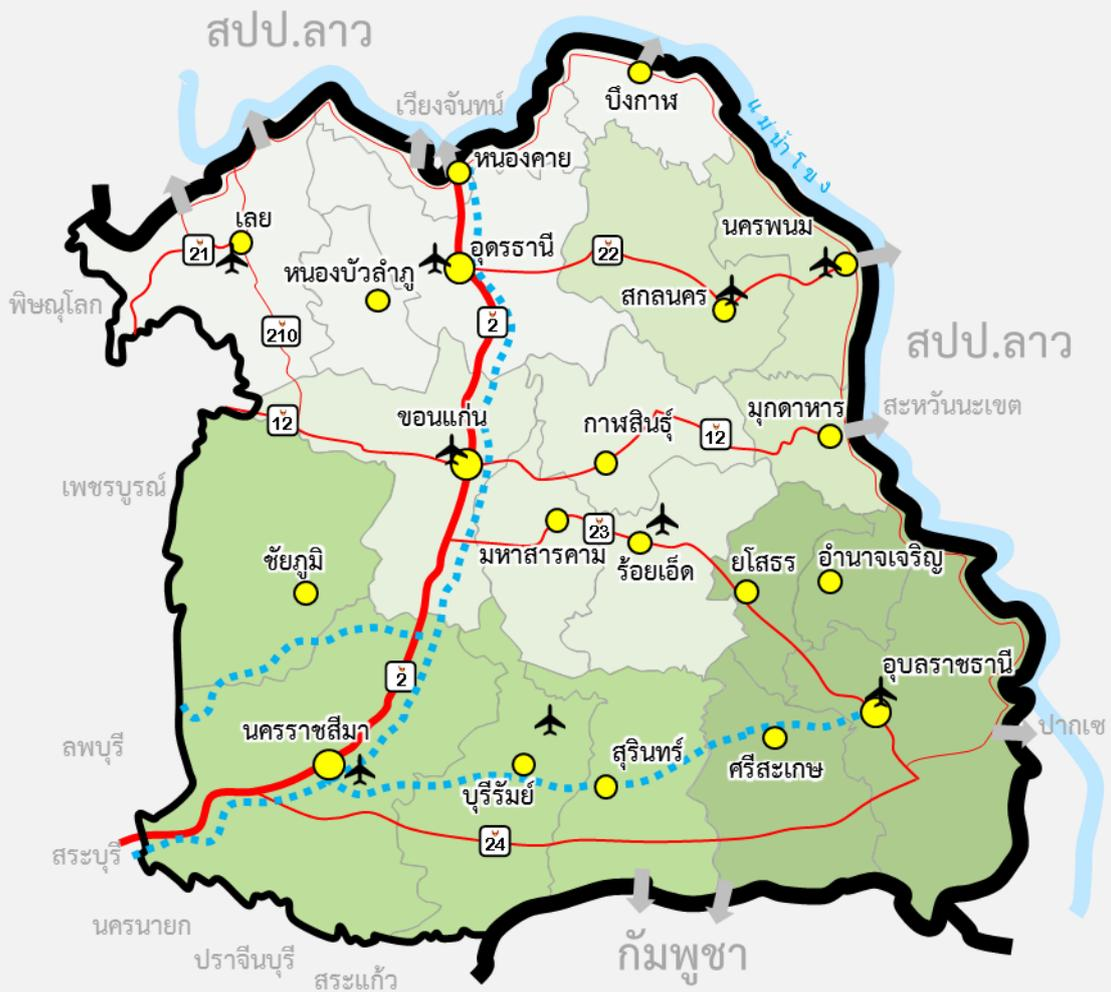 สปป.ลาว
บึงกาฬ
เวียงจันทน์
แม่น้ำโขง
หนองคาย
เลย
นครพนม
อุดรธานี
21
22
หนองบัวลำภู
สกลนคร
พิษณุโลก
2
210
สปป.ลาว
ขอนแก่น
กาฬสินธุ์
มุกดาหาร
สะหวันนะเขต
12
12
เพชรบูรณ์
23
มหาสารคาม
ร้อยเอ็ด
ยโสธร
อำนาจเจริญ
ชัยภูมิ
2
อุบลราชธานี
นครราชสีมา
ปากเซ
ลพบุรี
สุรินทร์
ศรีสะเกษ
บุรีรัมย์
24
สระบุรี
นครนายก
ปราจีนบุรี
สระแก้ว
กัมพูชา